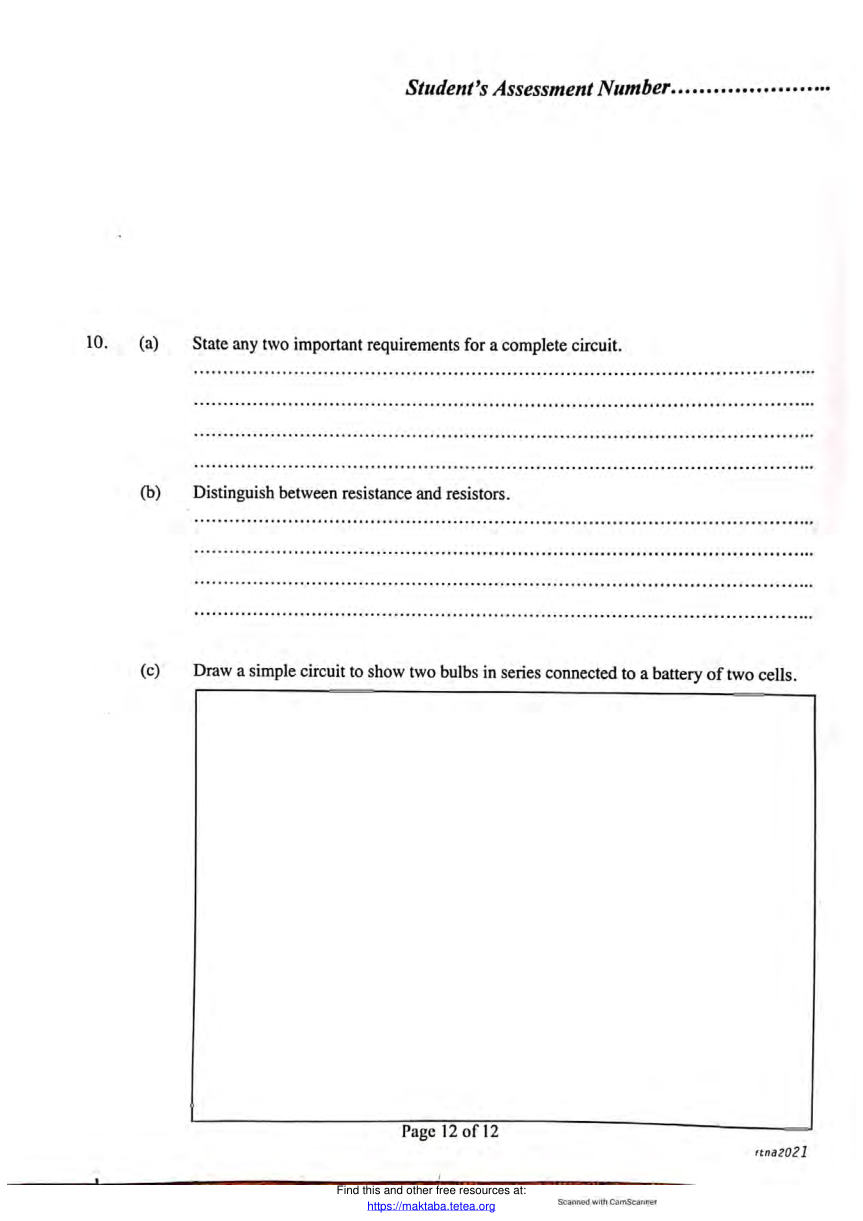 Student's Assessment Number........................
10. (a) State any two important requirements for a complete circuit.
................................................................................................................
................................................................................................................
................................................................................................................
................................................................................................................
(b) Distinguish between resistance and resistors.
................................................................................................................
................................................................................................................
................................................................................................................
................................................................................................................
(c) Draw a simple circuit to show two bulbs in series connected to a battery of two cells.
Page 12 of 12
rtna2021
Find this and other free resources at:
https://maktaba.tetea.org
Scanned with CamScanner